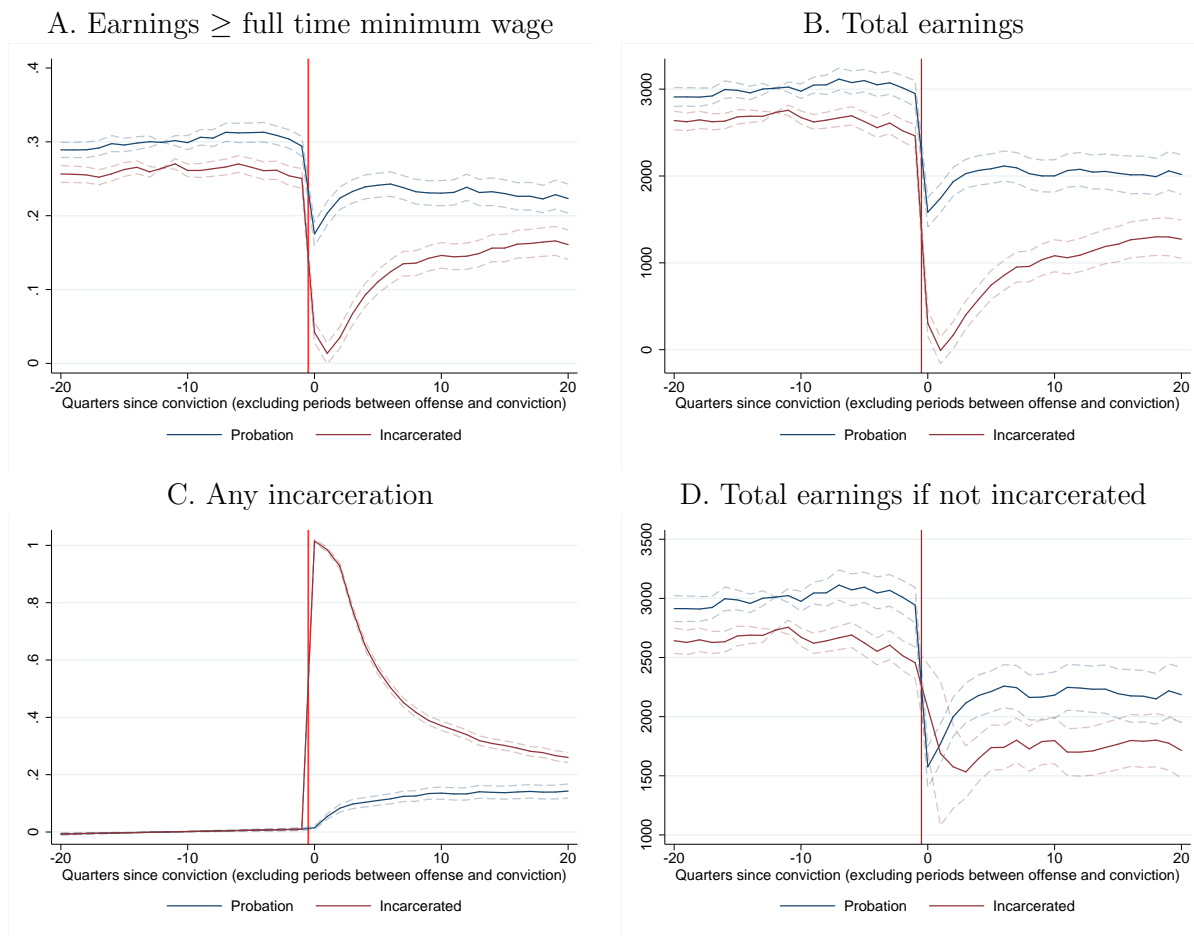 A. Earnings ≥ full time minimum wage
.4
.3
.2
.1
0
-20 -10 0 10 20
Quarters since conviction (excluding periods between offense and conviction)
Probation Incarcerated
B. Total earnings
3000
2000
1000
0
-20 -10 0 10 20
Quarters since conviction (excluding periods between offense and conviction)
Probation Incarcerated
C. Any incarceration
1
.8
.6
.4
.2
0
-20 -10 0 10 20
Quarters since conviction (excluding periods between offense and conviction)
Probation Incarcerated
D. Total earnings if not incarcerated
3500
3000
2500
2000
1500
1000
-20 -10 0 10 20
Quarters since conviction (excluding periods between offense and conviction)
Probation Incarcerated